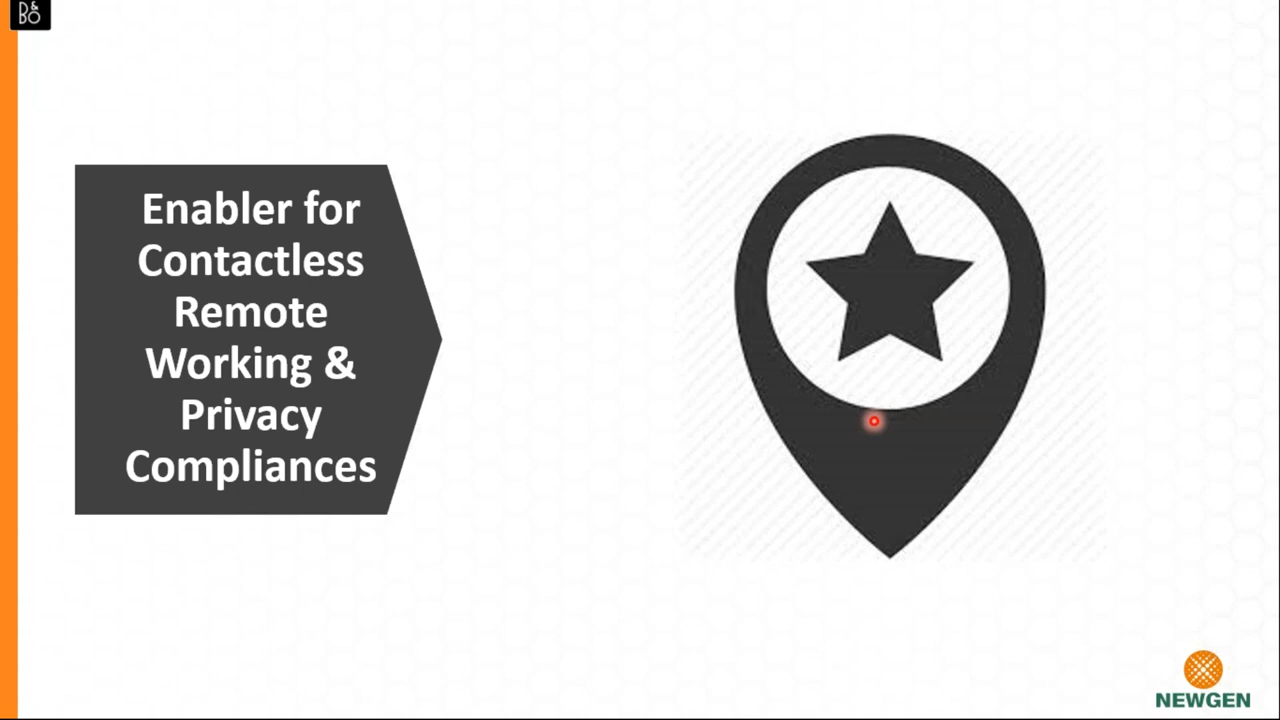 B&O
Enabler for
Contactless
Remote
Working &
Privacy
Compliances
NEWGEN